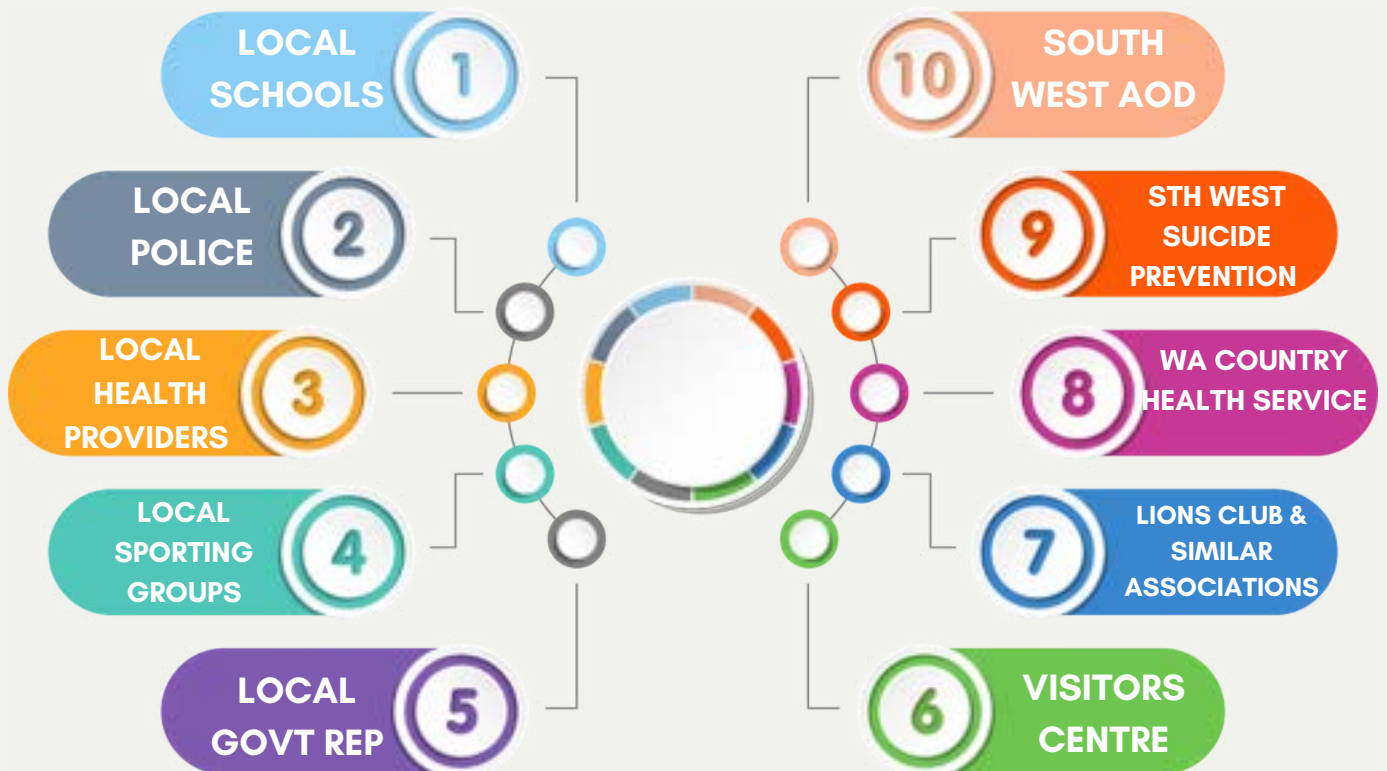 LOCAL
SCHOOLS
1
LOCAL
POLICE
2
LOCAL
HEALTH
PROVIDERS
3
LOCAL
SPORTING
GROUPS
4
LOCAL
GOVT REP
5
10
SOUTH
WEST AOD
9
STH WEST
SUICIDE
PREVENTION
8
WA COUNTRY
HEALTH SERVICE
7
LIONS CLUB &
SIMILAR
ASSOCIATIONS
6
VISITORS
CENTRE